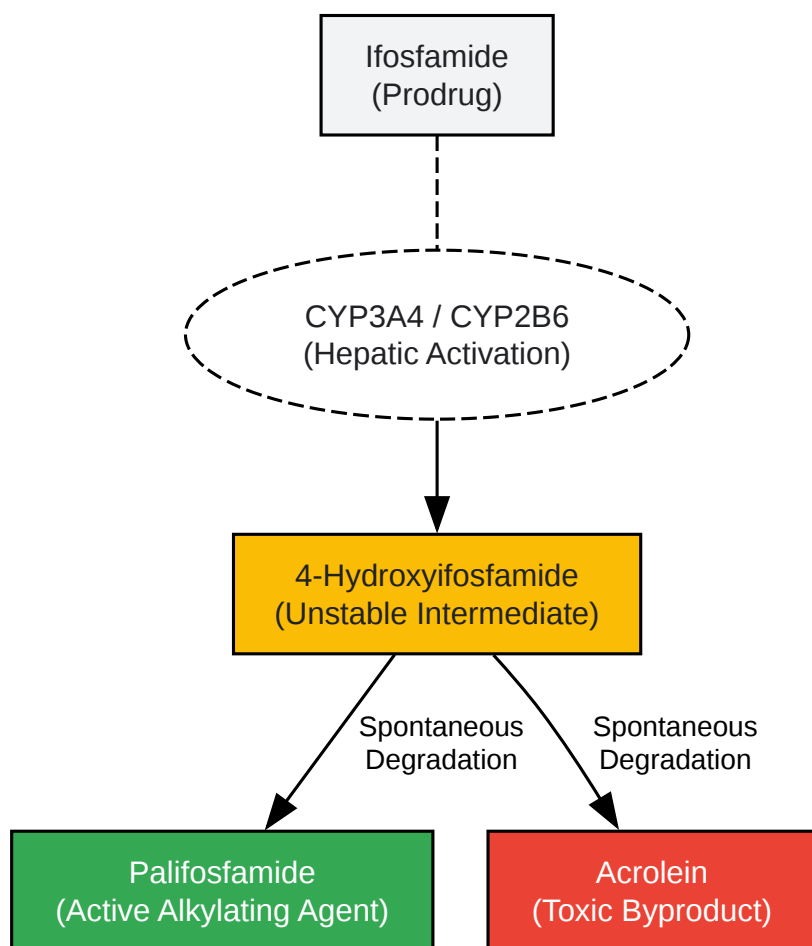 Ifosfamide
(Prodrug)
CYP3A4 / CYP2B6
(Hepatic Activation)
4-Hydroxyifosfamide
(Unstable Intermediate)
Spontaneous
Degradation
Spontaneous
Degradation
Palifosfamide
(Active Alkylating Agent)
Acrolein
(Toxic Byproduct)